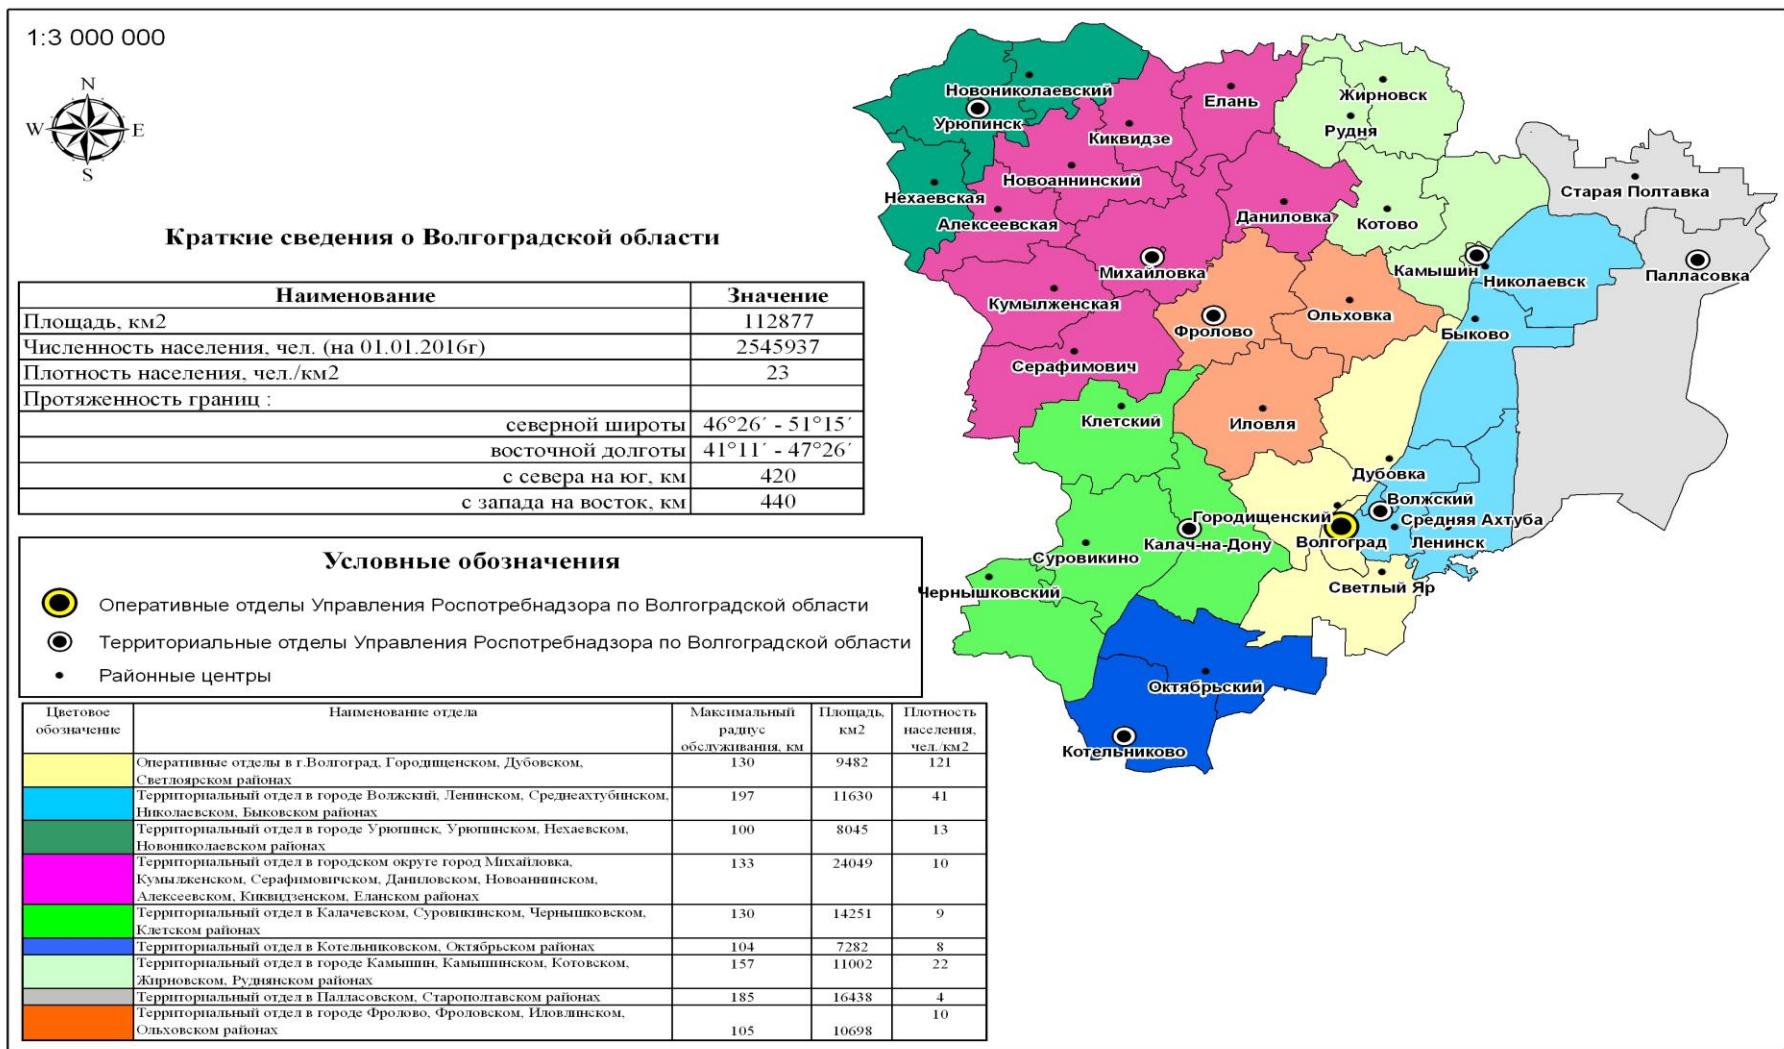 1:3 000 000
N
W
E
S
Краткие сведения о Волгоградской области
Наименование Значение
Площадь, км2 112877
Численность населения, чел. (на 01.01.2016г) 2545937
Плотность населения, чел./км2 23
Протяженность границ :
северной широты 46°26´ - 51°15´
восточной долготы 41°11´ - 47°26´
с севера на юг, км 420
с запада на восток, км 440
Условные обозначения
Оперативные отделы Управления Роспотребнадзора по Волгоградской области
Территориальные отделы Управления Роспотребнадзора по Волгоградской области
Районные центры
Цветовое обозначение Наименование отдела Максимальный радиус обслуживания, км Площадь, км2 Плотность населения, чел./км2
Оперативные отделы в г.Волгоград, Городищенском, Дубовском, 130 9482 121
Светлоярском районах
Территориальный отдел в городе Волжский, Ленинском, Среднеахтубинском, 197 11630 41
Николаевском, Быковском районах
Территориальный отдел в городе Урюпинск, Урюпинском, Нехаевском, 100 8045 13
Новониколаевском районах
Территориальный отдел в городском округе город Михайловка, 133 24049 10
Кумылженском, Серафимовичском, Даниловском, Новоаннинском,
Алексеевском, Киквидзенском, Еланском районах
Территориальный отдел в Калачевском, Суровикинском, Чернышковском, 130 14251 9
Клетском районах
Территориальный отдел в Котельниковском, Октябрьском районах 104 7282 8
Территориальный отдел в городе Камышин, Камышинском, Котовском, 157 11002 22
Жирновском, Руднянском районах
Территориальный отдел в Палласовском, Старополтавском районах 185 16438 4
Территориальный отдел в городе Фролово, Фроловском, Иловлинском, 10
Ольховском районах 105 10698
Новониколаевский
Урюпинск
Нехаевская
Елань
Киквидзе
Новоаннинский
Алексеевская
Даниловка
Михайловка
Кумылженская
Серафимович
Жирновск
Рудня
Котово
Камышин
Николаевск
Старая Полтавка
Палласовка
Быково
Фролово
Ольховка
Иловля
Клетский
Дубовка
Волжский
Городищенский
Средняя Ахтуба
Волгоград
Ленинск
Калач-на-Дону
Суровикино
Чернышковский
Светлый Яр
Октябрьский
Котельниково